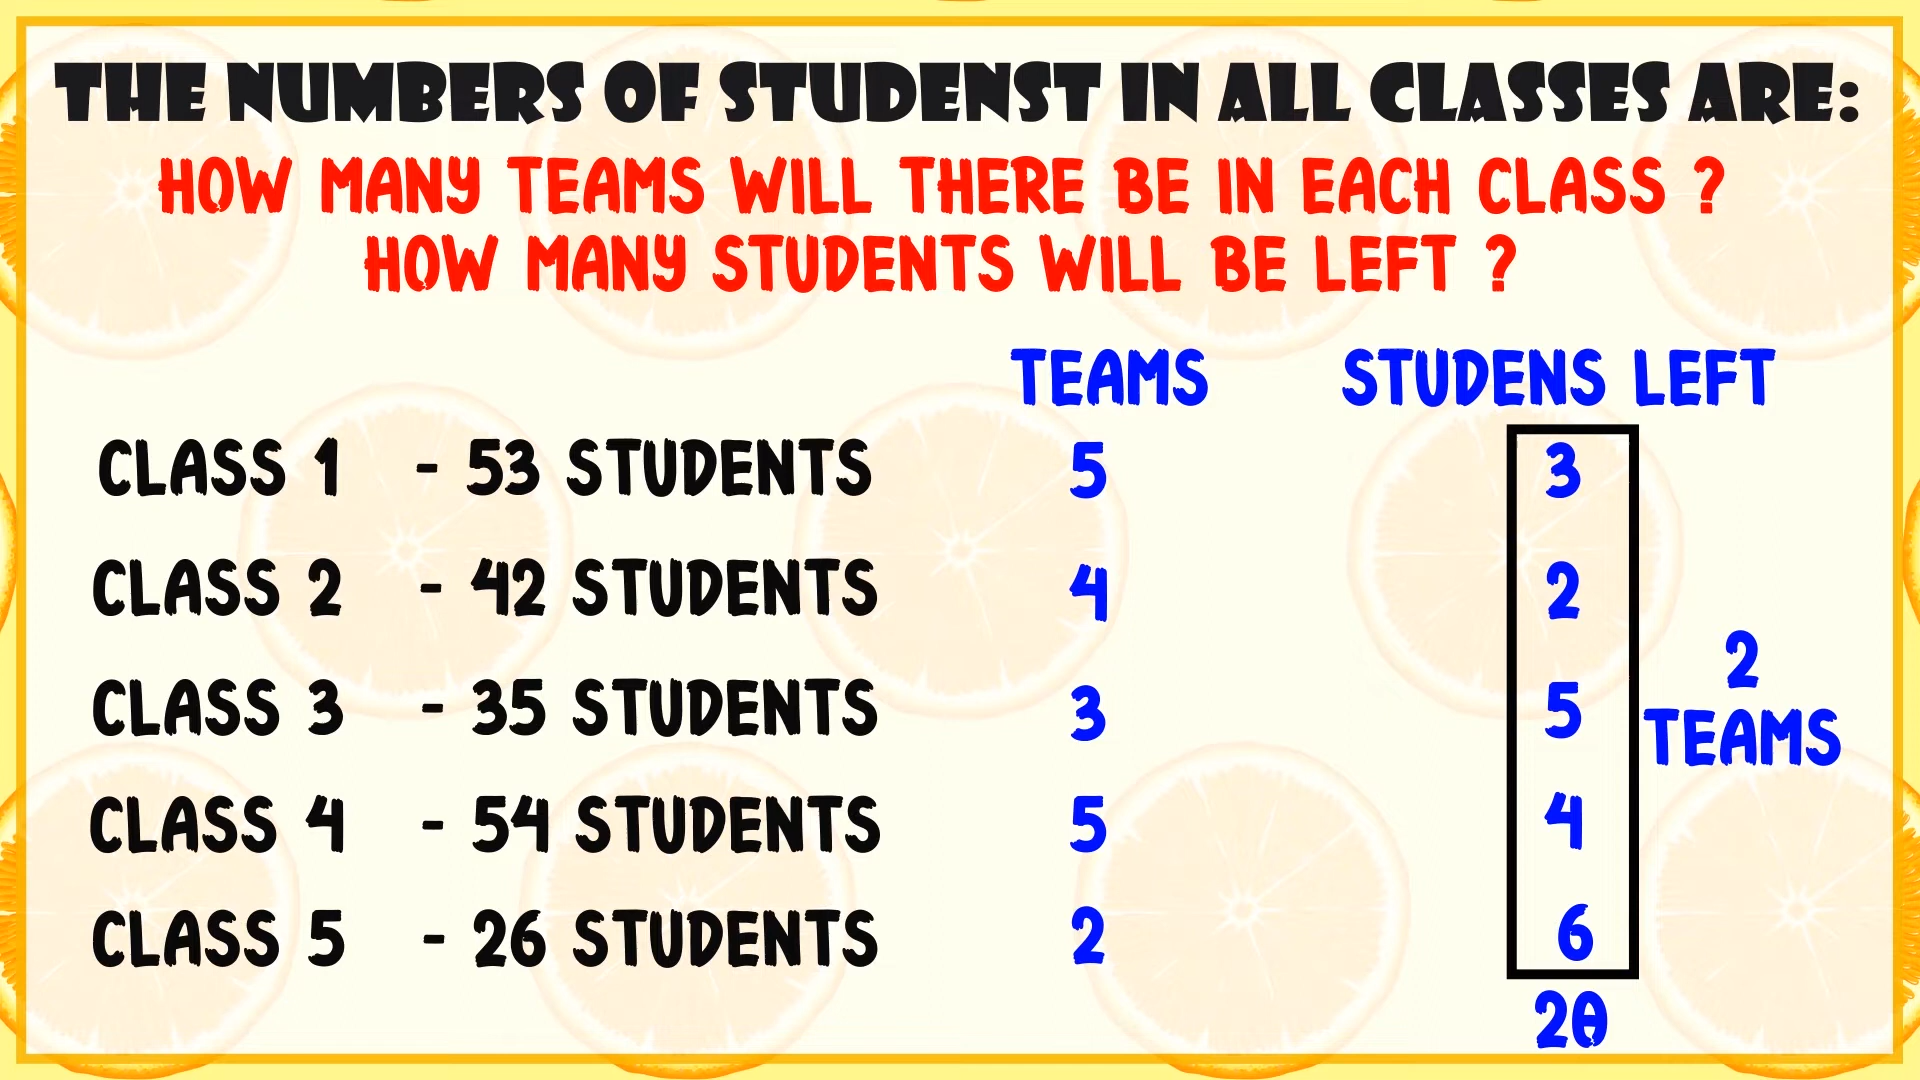 THE NUMBERS OF STUDENST IN ALL CLASSES ARE:
HOW MANY TEAMS WILL THERE BE IN EACH CLASS ?
HOW MANY STUDENTS WILL BE LEFT ?
TEAMS STUDENS LEFT
CLASS 1 - 53 STUDENTS 5 3
CLASS 2 - 42 STUDENTS 4 2
2
TEAMS
CLASS 3 - 35 STUDENTS 3 5
CLASS 4 - 54 STUDENTS 5 4
CLASS 5 - 26 STUDENTS 2 6
20